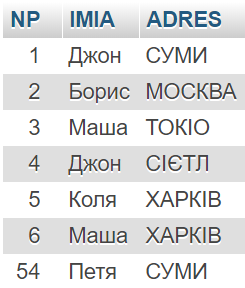 NP IMIA ADRES
1 Джон СУМИ
2 Борис МОСКВА
3 Маша ТОКІО
4 Джон СІЄТЛ
5 Коля ХАРКІВ
6 Маша ХАРКІВ
54 Петя СУМИ